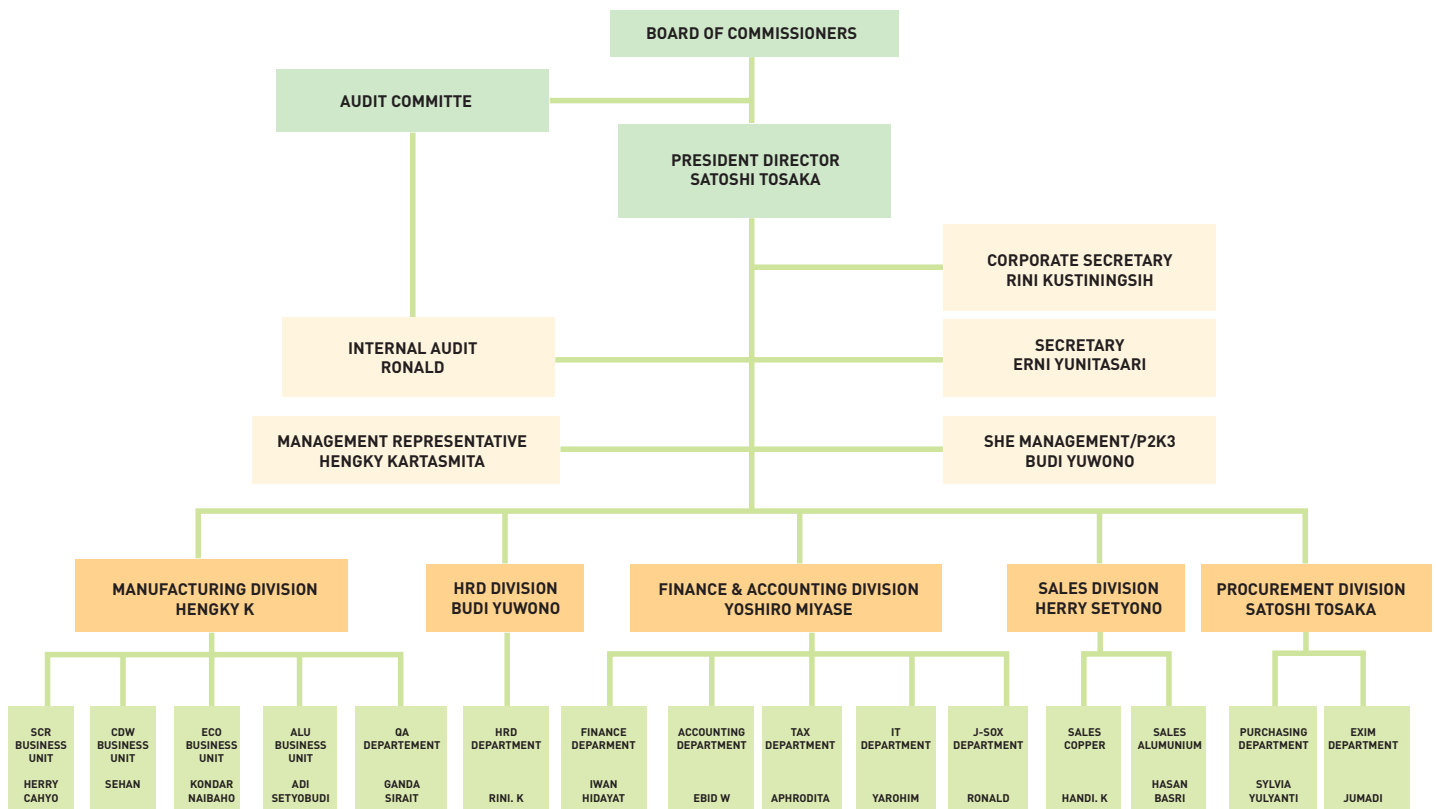 BOARD OF COMMISSIONERS
AUDIT COMMITTE
PRESIDENT DIRECTOR
SATOSHI TOSAKA
CORPORATE SECRETARY
RINI KUSTININGSIH
INTERNAL AUDIT
RONALD
SECRETARY
ERNI YUNITASARI
MANAGEMENT REPRESENTATIVE
HENGKY KARTASMITA
SHE MANAGEMENT/P2K3
BUDI YUWONO
MANUFACTURING DIVISION
HENGKY K
HRD DIVISION
BUDI YUWONO
FINANCE & ACCOUNTING DIVISION
YOSHIRO MIYASE
SALES DIVISION
HERRY SETYONO
PROCUREMENT DIVISION
SATOSHI TOSAKA
SCR
BUSINESS
UNIT
HERRY
CAHYO
CDW
BUSINESS
UNIT
SEHAN
ECO
BUSINESS
UNIT
KONDAR
NAIBAHO
ALU
BUSINESS
UNIT
ADI
SETYOBUDI
QA
DEPARTEMENT
GANDA
SIRAIT
HRD
DEPARTMENT
RINI. K
FINANCE
DEPARMENT
IWAN
HIDAYAT
ACCOUNTING
DEPARTMENT
EBID W
TAX
DEPARTMENT
APHRODITA
IT
DEPARTMENT
YAROHIM
J-SOX
DEPARTMENT
RONALD
SALES
COPPER
HANDI. K
SALES
ALUMUNIUM
HASAN
BASRI
PURCHASING
DEPARTMENT
SYLVIA
YULYANTI
EXIM
DEPARTMENT
JUMADI